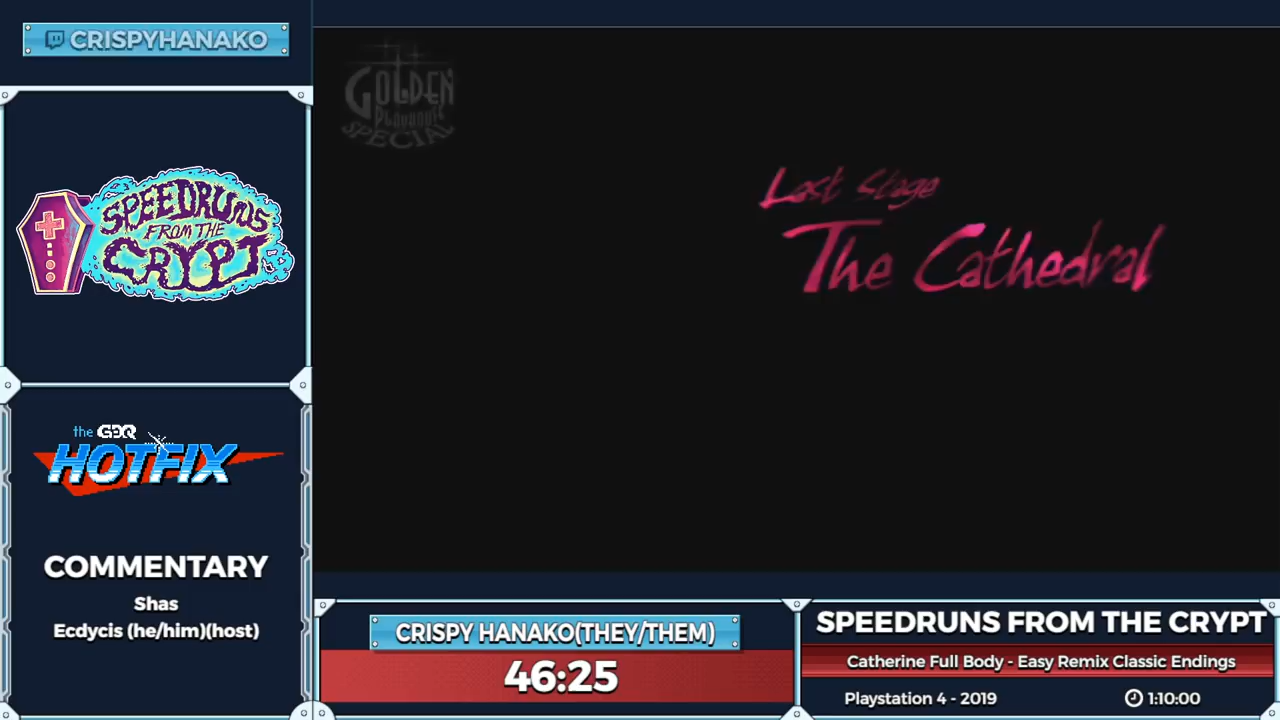 CRISPYHANAKO
SPEEDRUNS
FROM THE
CRYPT
the GDQ
HOTFIX
COMMENTARY
Shas
Ecdycis (he/him)(host)
GOLDEN
PLAYHOUSE
SPECIAL
Last Stage
The Cathedral
CRISPY HANAKO(THEY/THEM)
46:25
SPEEDRUNS FROM THE CRYPT
Catherine Full Body - Easy Remix Classic Endings
Playstation 4 - 2019
1:10:00